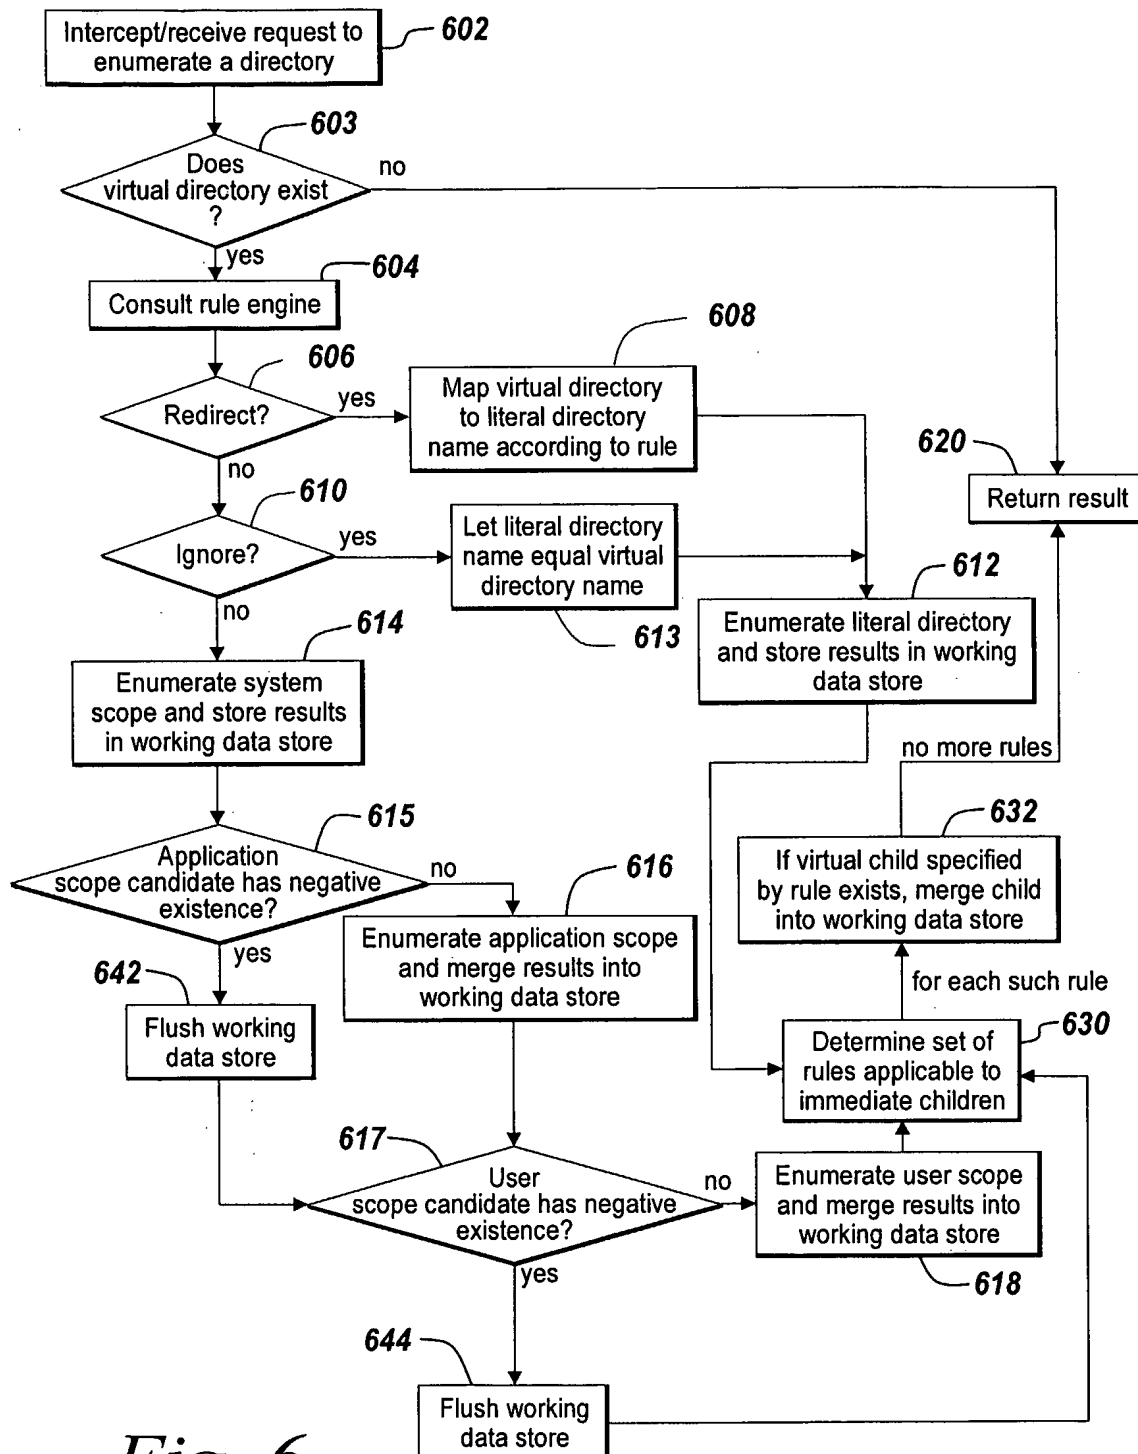 Intercept/receive request to
enumerate a directory
602
603
Does
virtual directory exist
?
no
yes
604
Consult rule engine
606
Redirect?
yes
608
Map virtual directory
to literal directory
name according to rule
620
Return result
no
610
Ignore?
yes
Let literal directory
name equal virtual
directory name
613
612
Enumerate literal directory
and store results in working
data store
no
614
Enumerate system
scope and store results
in working data store
no more rules
615
Application
scope candidate has negative
existence?
no
616
Enumerate application scope
and merge results into
working data store
632
If virtual child specified
by rule exists, merge child
into working data store
yes
642
Flush working
data store
for each such rule
630
Determine set of
rules applicable to
immediate children
617
User
scope candidate has negative
existence?
no
Enumerate user scope
and merge results into
working data store
618
yes
644
Flush working
data store
Fig. 6